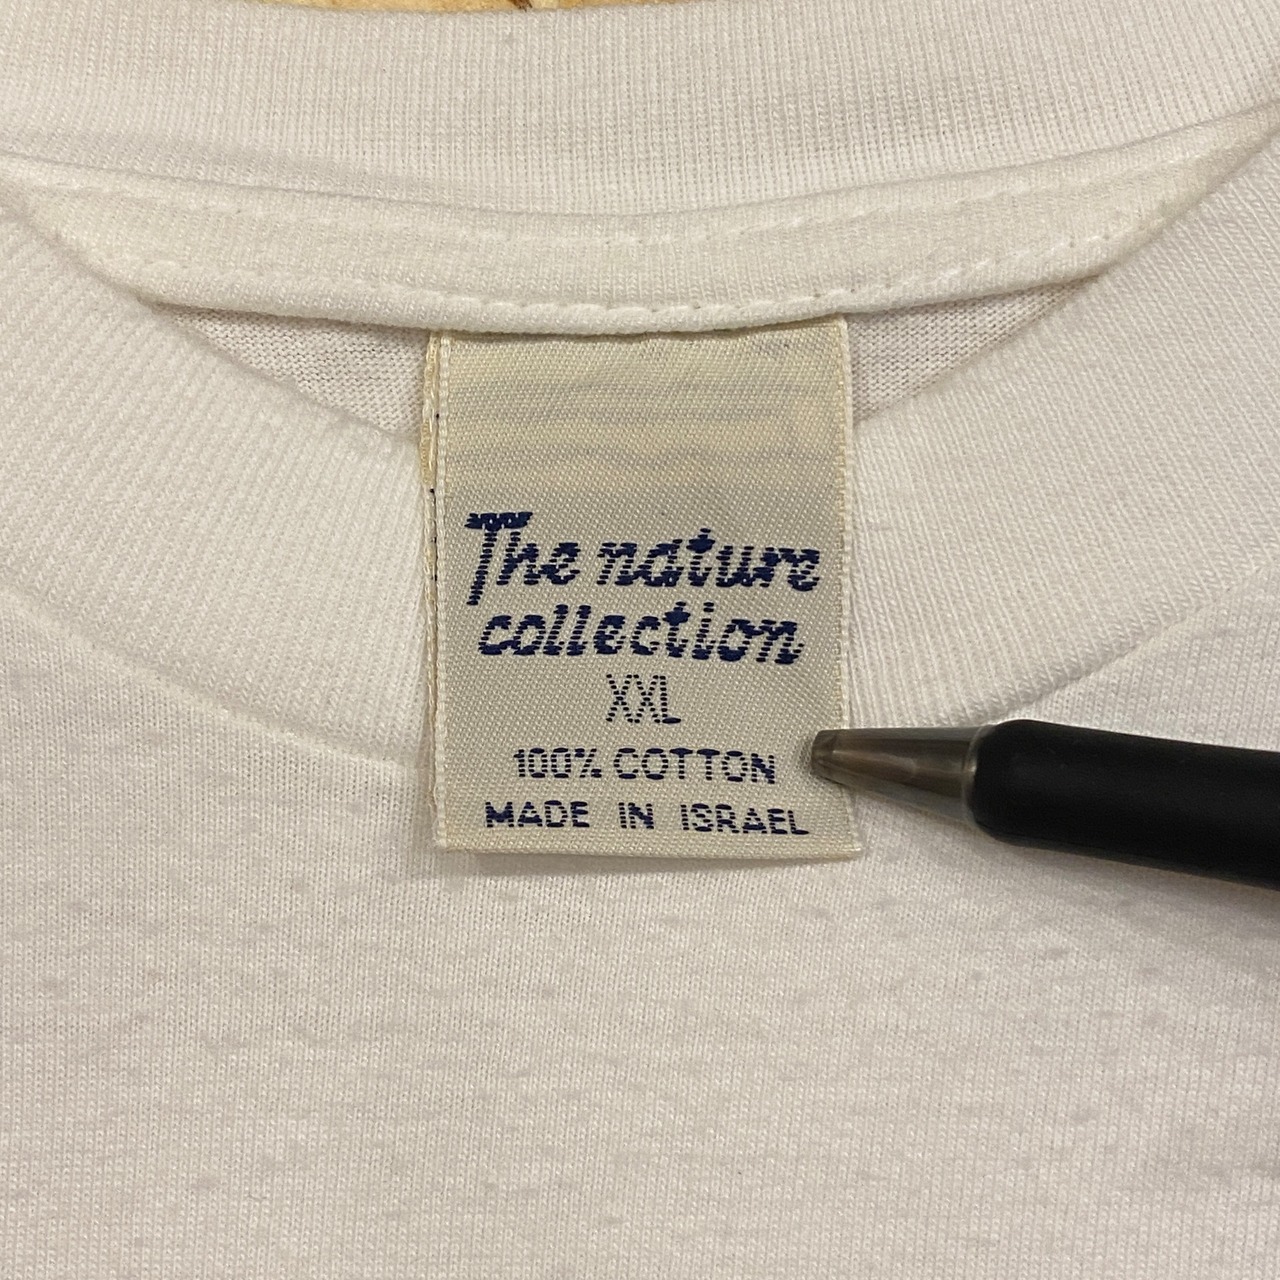 The nature
collection
XXL
100% COTTON
MADE IN ISRAEL